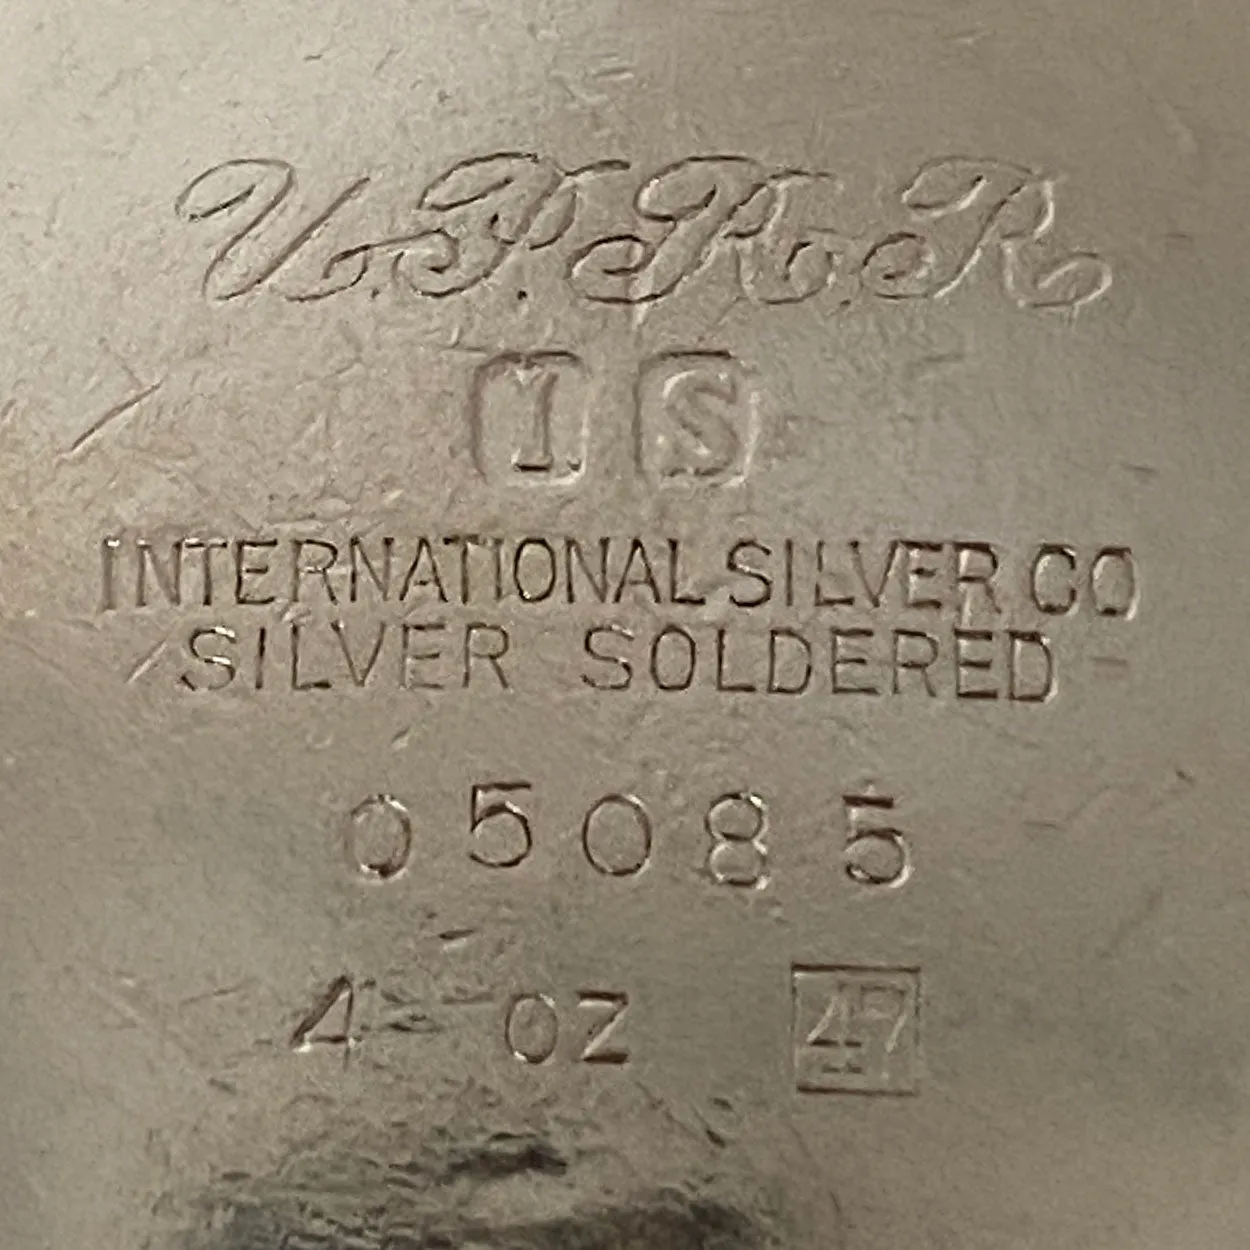 U.P.R.R.
I S
INTERNATIONAL SILVER CO
SILVER SOLDERED
05085
4 OZ 47